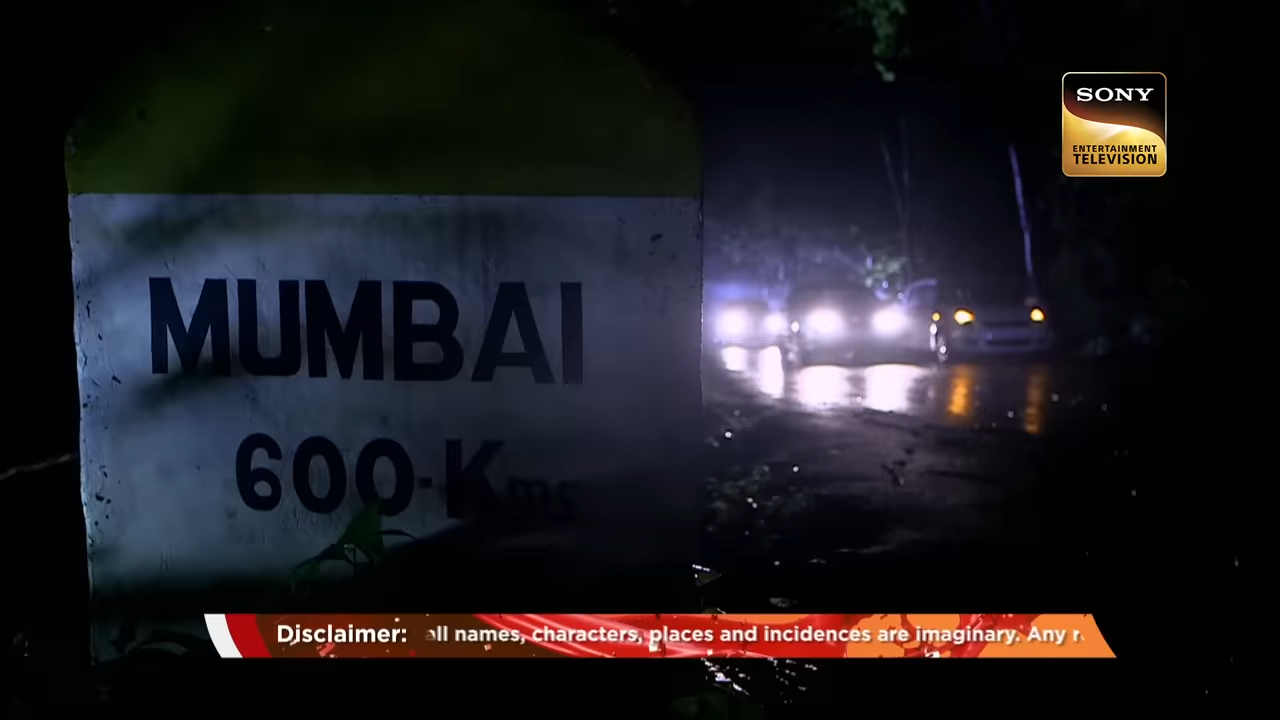 SONY
ENTERTAINMENT
TELEVISION
MUMBAI
600·Kms
Disclaimer: all names, characters, places and incidences are imaginary. Any